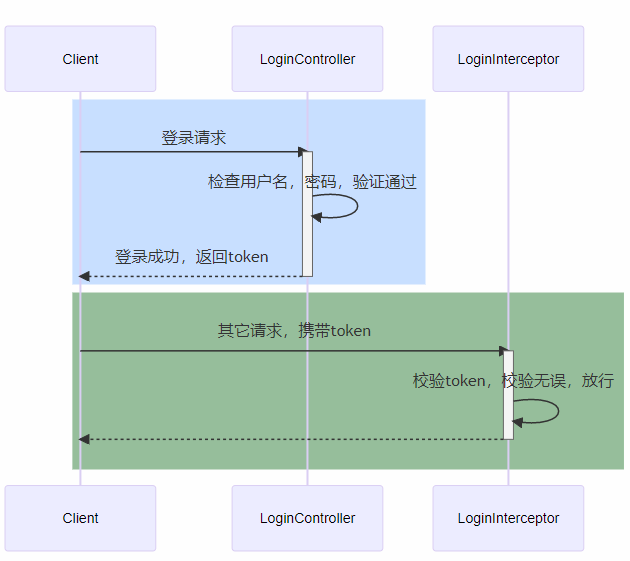 Client
LoginController
LoginInterceptor
登录请求
检查用户名，密码，验证通过
登录成功，返回token
其它请求，携带token
校验token，校验无误，放行
Client
LoginController
LoginInterceptor